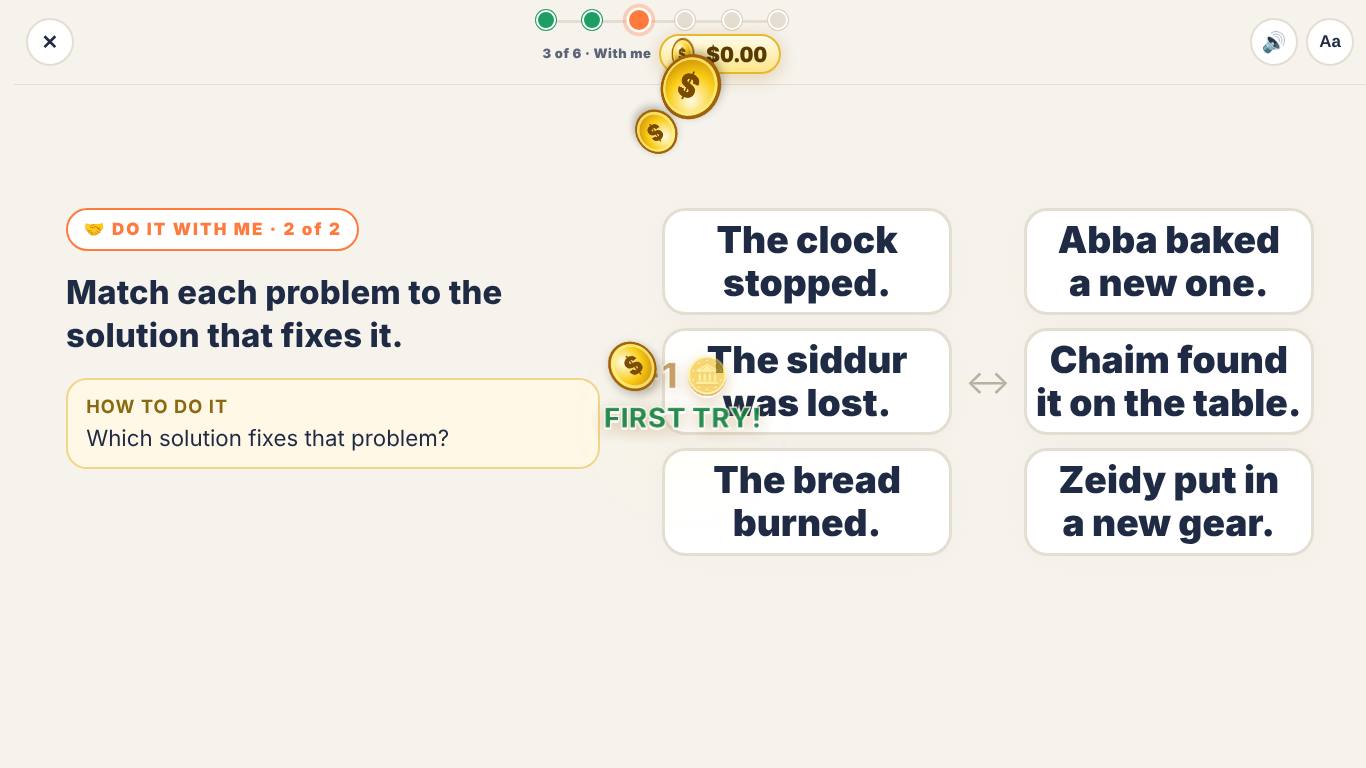 3 of 6 · With me
$0.00
Aa
🤝 DO IT WITH ME · 2 of 2
Match each problem to the
solution that fixes it.
HOW TO DO IT
Which solution fixes that problem?
FIRST TRY!
The clock
stopped.
The siddur
was lost.
The bread
burned.
Abba baked
a new one.
Chaim found
it on the table.
Zeidy put in
a new gear.